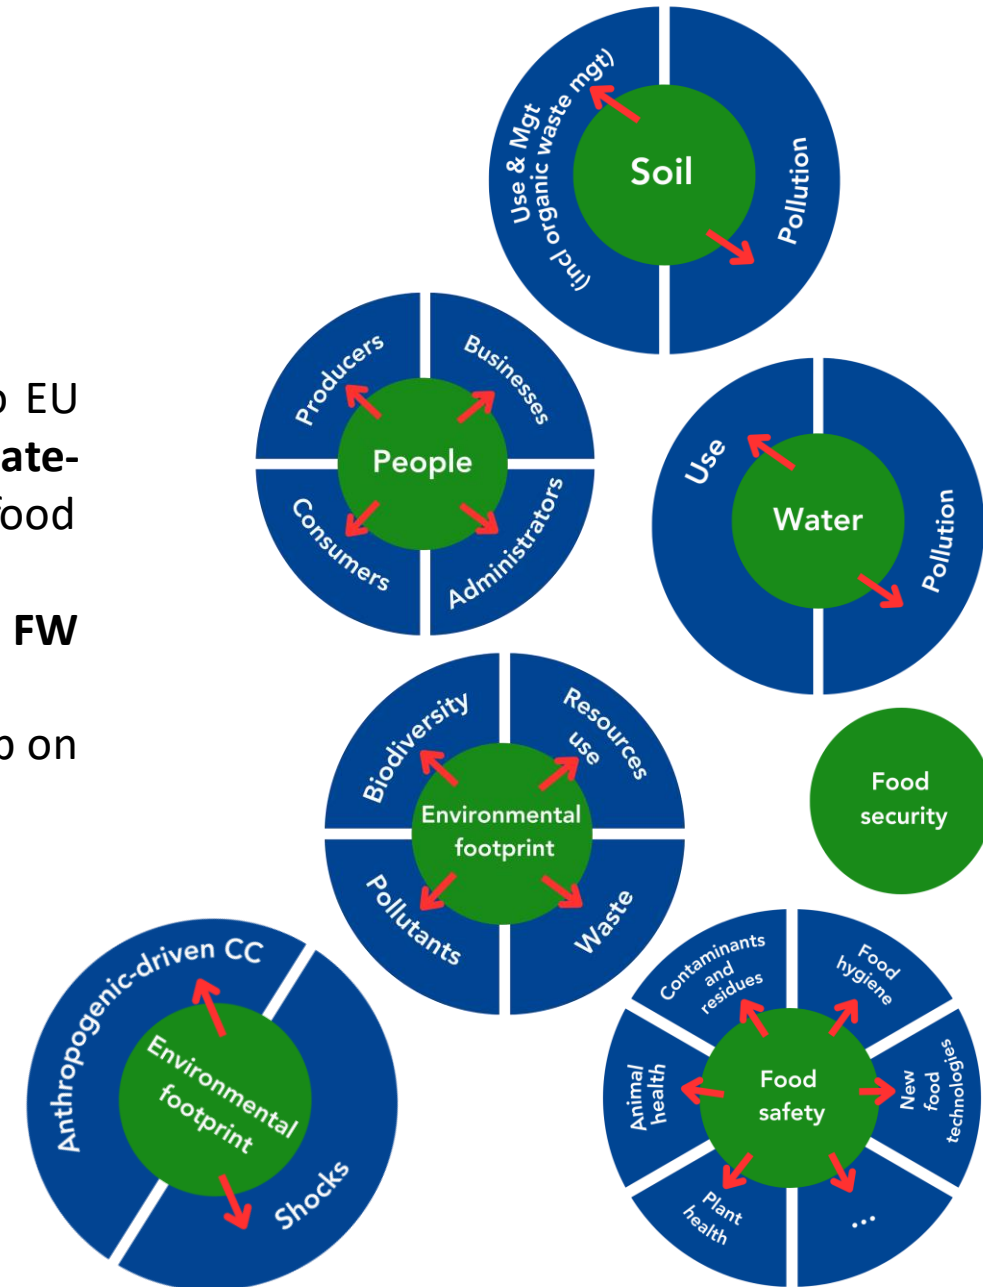 o EU
ate-
food
FW
o on
Use & Mgt
(incl organic waste mgt)
Soil
Pollution
Producers
Businesses
People
Consumers
Administrators
Use
Water
Pollution
Biodiversity
Resources
use
Environmental
footprint
Pollutants
Waste
Food
security
Anthropogenic-driven CC
Environmental
footprint
Shocks
Contaminants
and
residues
Food
hygiene
Animal
health
Food
safety
New
food
technologies
Plant
health
...